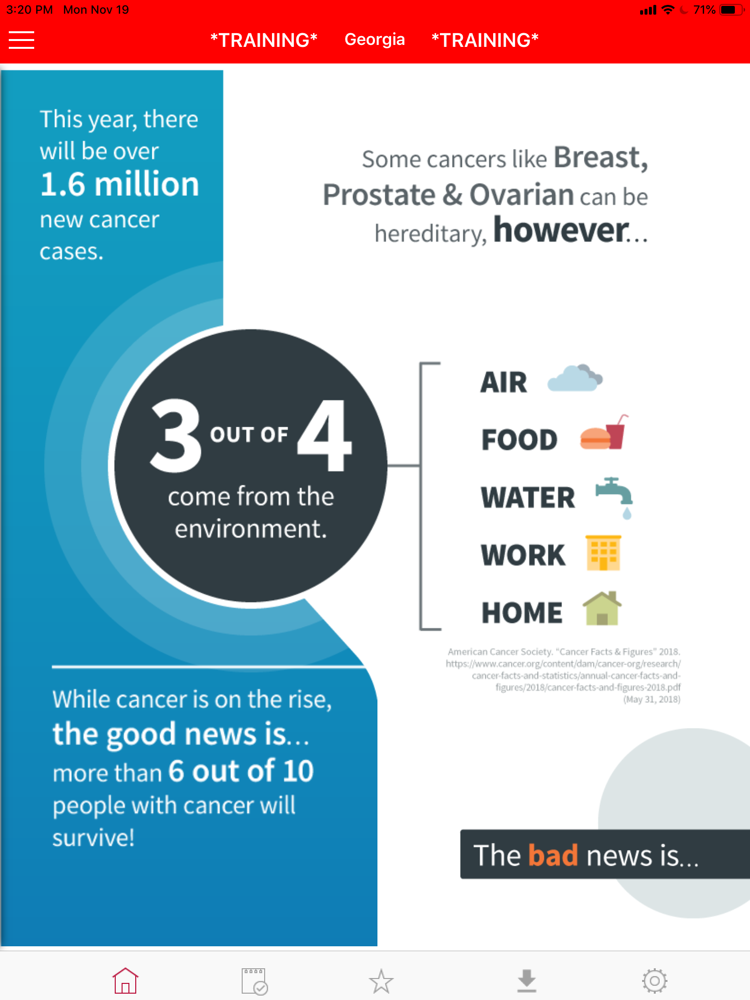 3:20 PM Mon Nov 19
71%
*TRAINING* Georgia *TRAINING*
This year, there
will be over
1.6 million
new cancer
cases.
Some cancers like Breast,
Prostate & Ovarian can be
hereditary, however...
3 OUT OF 4
come from the
environment.
AIR
FOOD
WATER
WORK
HOME
American Cancer Society. "Cancer Facts & Figures" 2018.
https://www.cancer.org/content/dam/cancer-org/research/
cancer-facts-and-statistics/annual-cancer-facts-and-
figures/2018/cancer-facts-and-figures-2018.pdf
(May 31, 2018)
While cancer is on the rise,
the good news is...
more than 6 out of 10
people with cancer will
survive!
The bad news is...